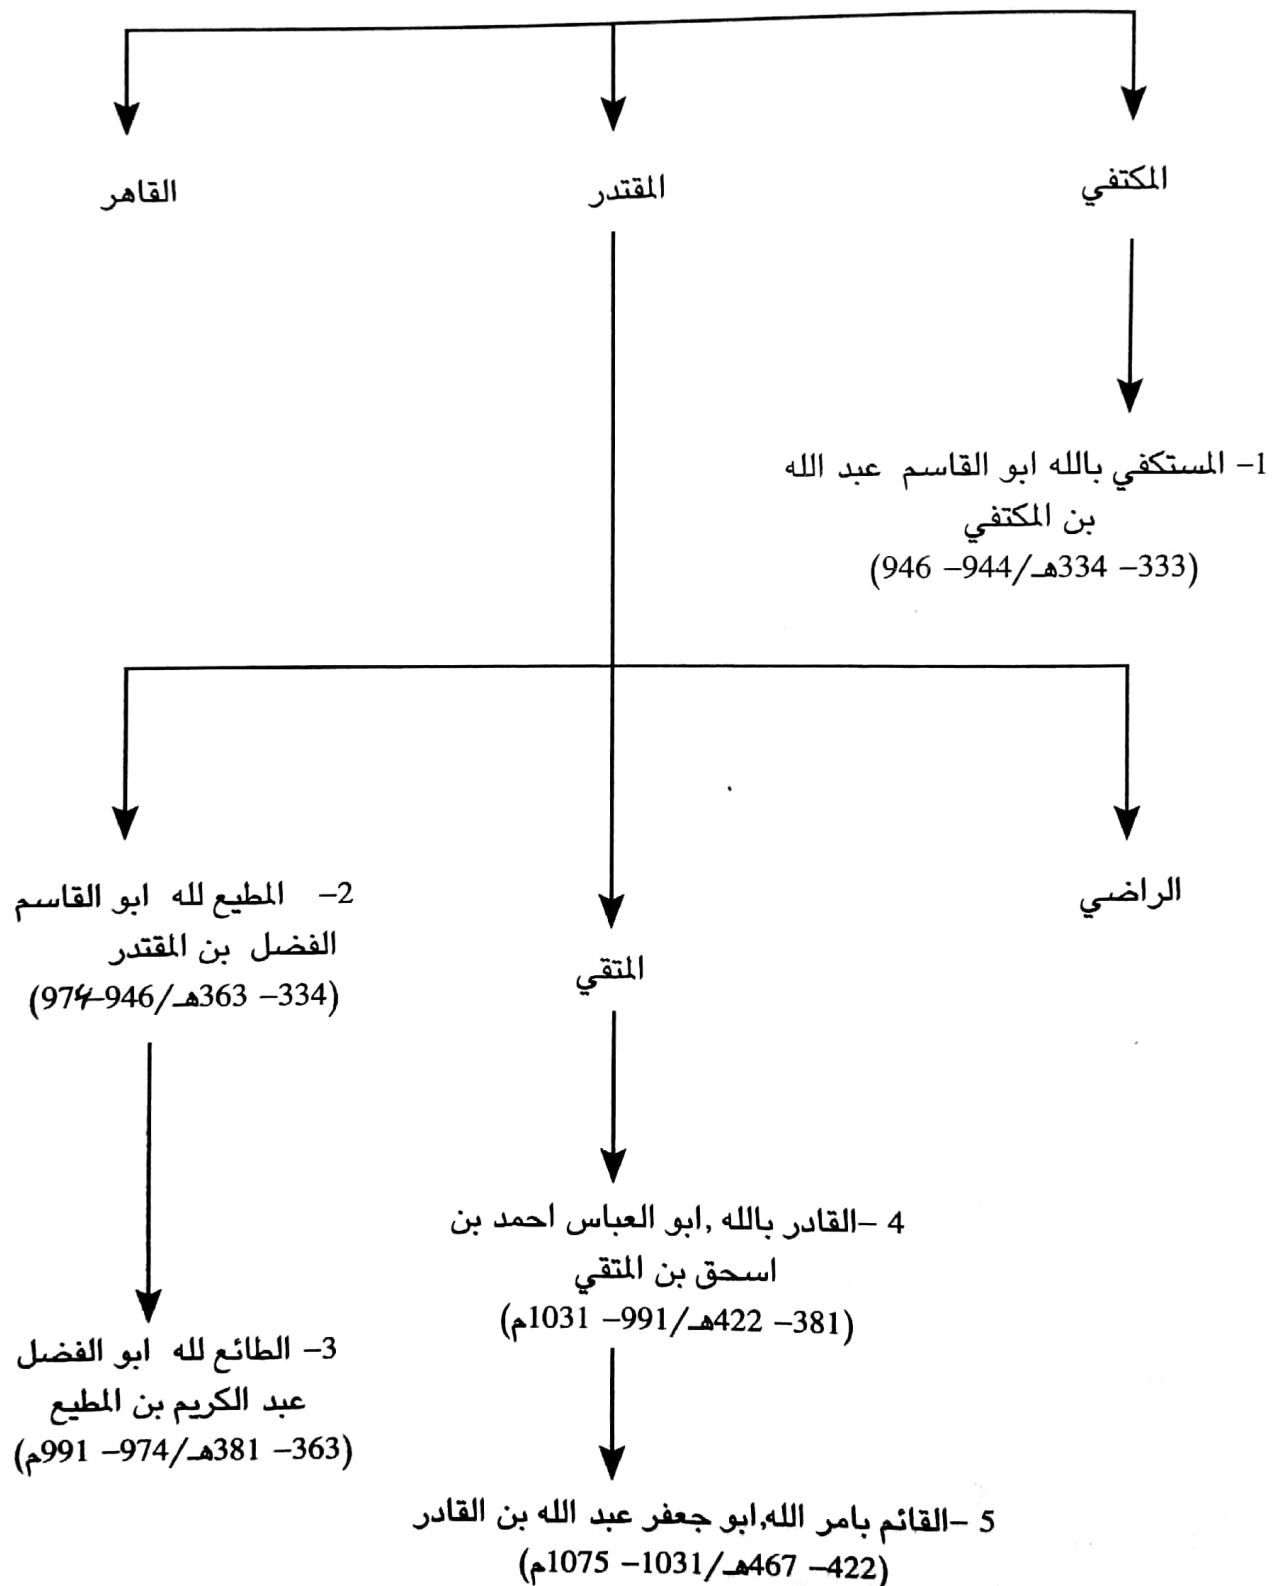 المكتفي
المقتدر
القاهر
1– المستكفي بالله ابو القاسم عبد الله
بن المكتفي
(333– 334هـ/944– 946)
الراضي
2– المطيع لله ابو القاسم
الفضل بن المقتدر
(334– 363هـ/946–974)
المتقي
4 –القادر بالله ,ابو العباس احمد بن
اسحق بن المتقي
(381– 422هـ/991– 1031م)
3– الطائع لله ابو الفضل
عبد الكريم بن المطيع
(363– 381هـ/974– 991م)
5 –القائم بامر الله,ابو جعفر عبد الله بن القادر
(422– 467هـ/1031– 1075م)